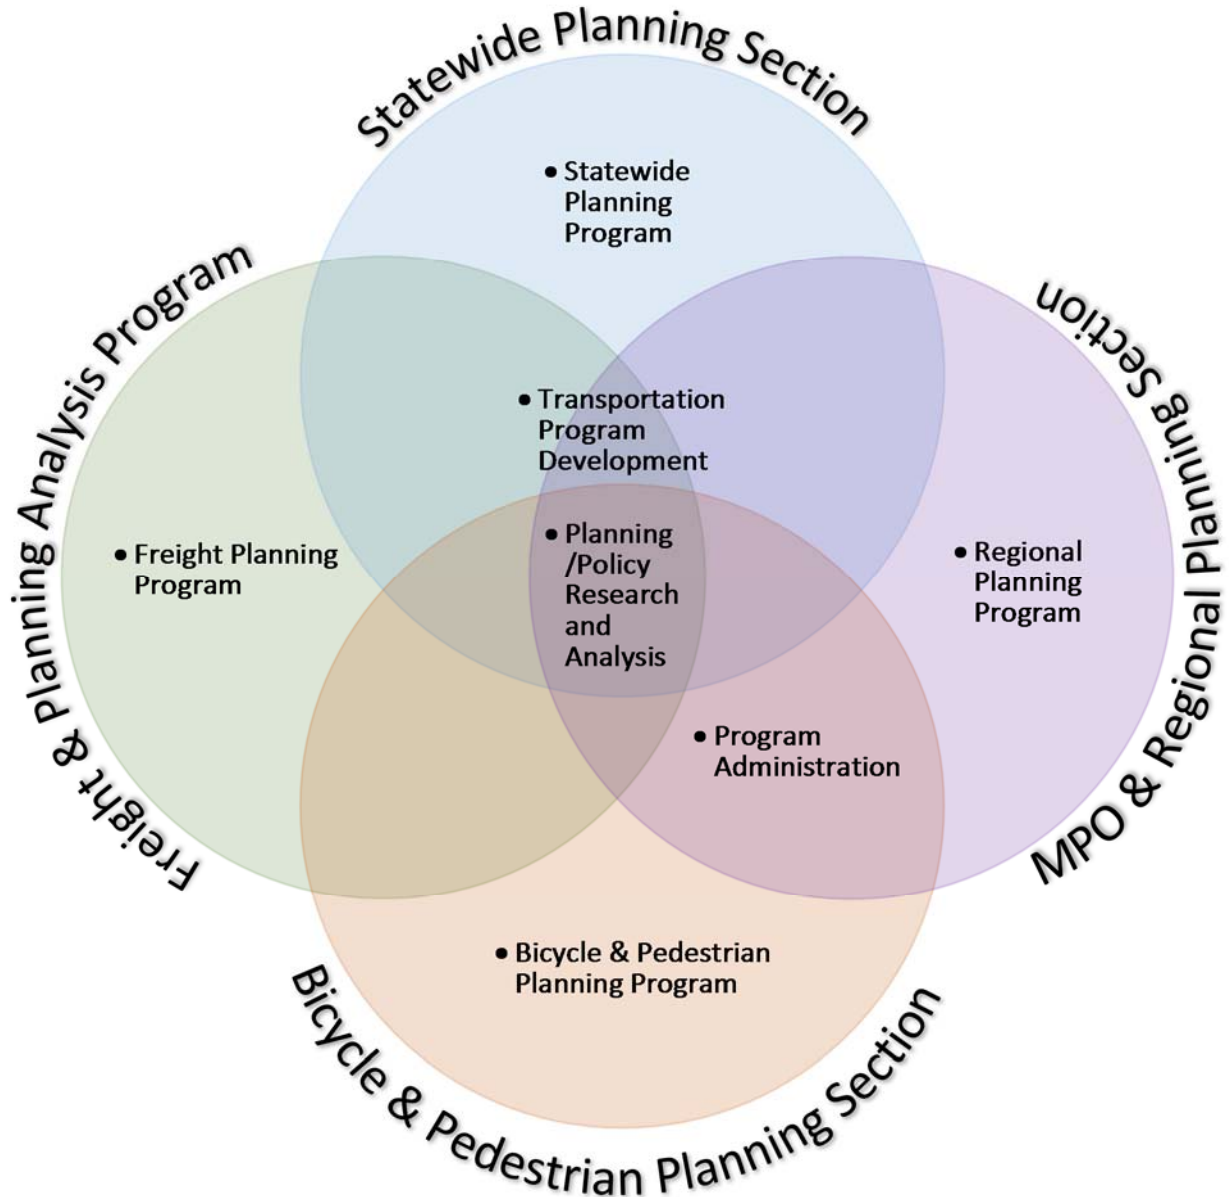 Statewide Planning Section
• Statewide
Planning
Program
Freight & Planning Analysis Program
MPO & Regional Planning Section
• Transportation
Program
Development
• Planning
/Policy
Research
and
Analysis
• Freight Planning
Program
• Regional
Planning
Program
• Program
Administration
• Bicycle & Pedestrian
Planning Program
Bicycle & Pedestrian Planning Section